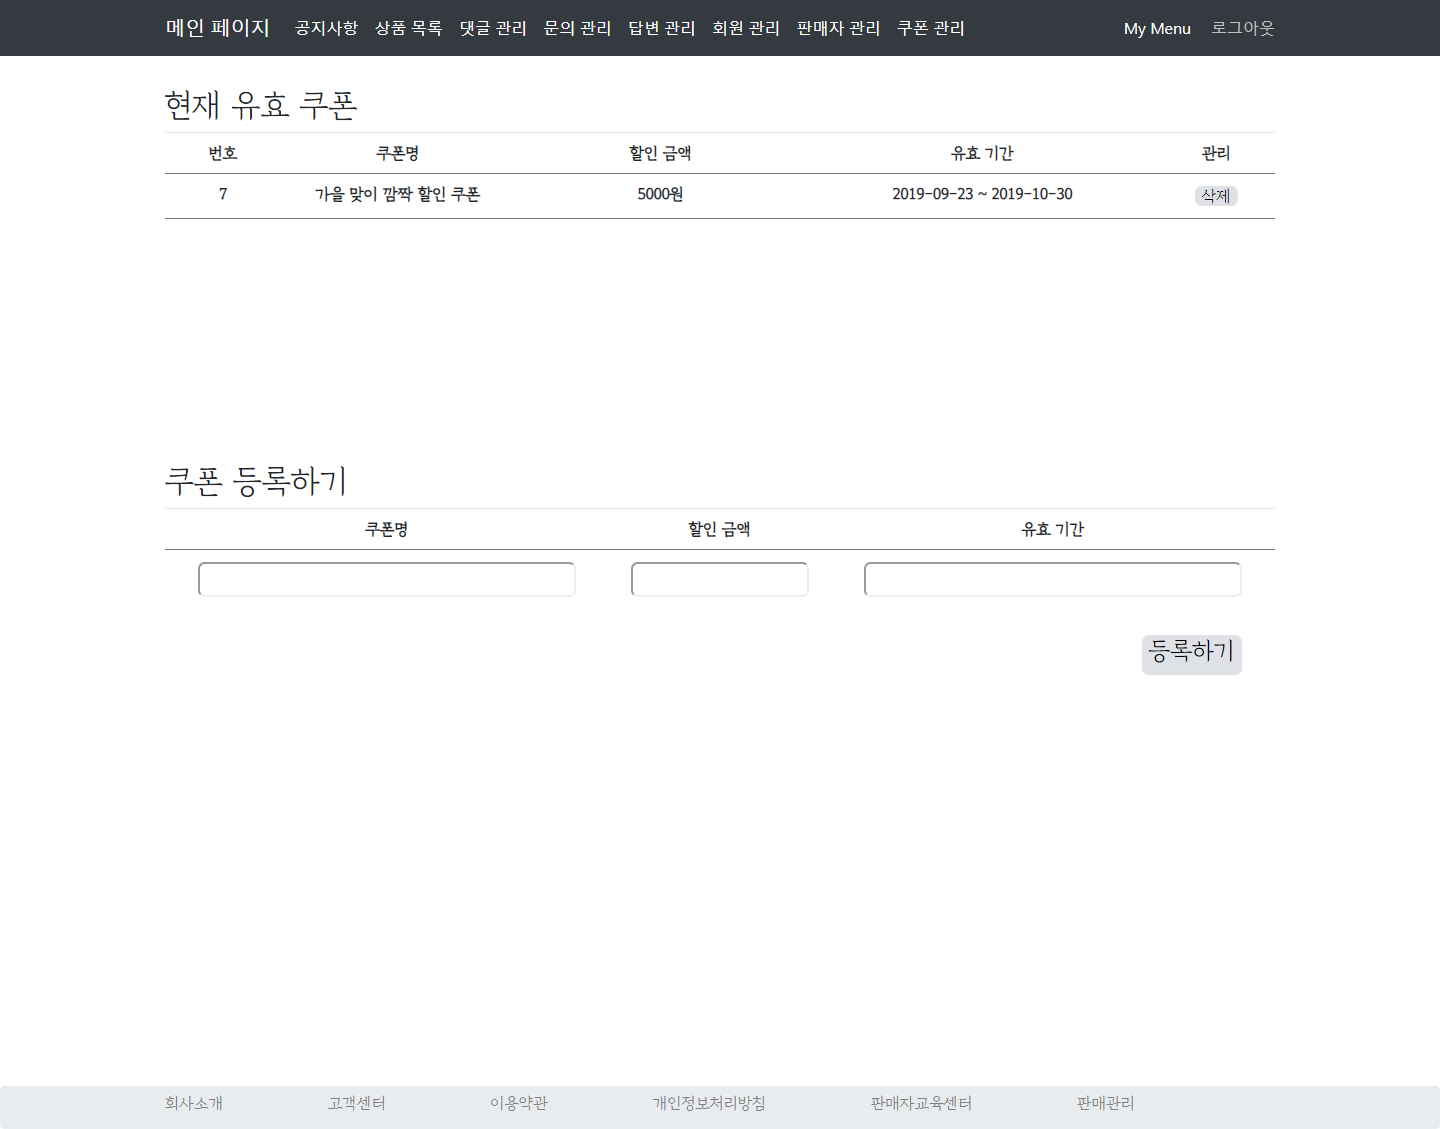 메인 페이지 공지사항 상품 목록 댓글 관리 문의 관리 답변 관리 회원 관리 판매자 관리 쿠폰 관리 My Menu 로그아웃
현재 유효 쿠폰
번호 쿠폰명 할인 금액 유효 기간 관리
7 가을 맞이 깜짝 할인 쿠폰 5000원 2019-09-23 ~ 2019-10-30 삭제
쿠폰 등록하기
쿠폰명 할인 금액 유효 기간
등록하기
회사소개 고객센터 이용약관 개인정보처리방침 판매자교육센터 판매관리